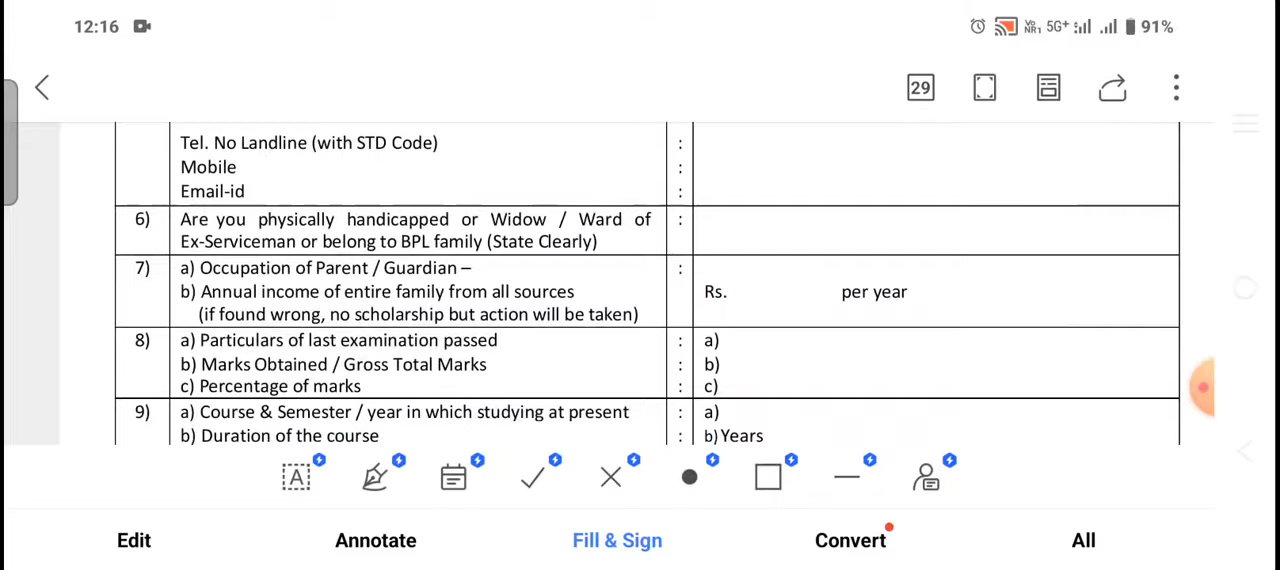 12:16 Vo NR1 5G+ 91%
29
Tel. No Landline (with STD Code) :
Mobile :
Email-id :
6) Are you physically handicapped or Widow / Ward of :
Ex-Serviceman or belong to BPL family (State Clearly)
7) a) Occupation of Parent / Guardian – :
b) Annual income of entire family from all sources Rs. per year
(if found wrong, no scholarship but action will be taken)
8) a) Particulars of last examination passed : a)
b) Marks Obtained / Gross Total Marks : b)
c) Percentage of marks : c)
9) a) Course & Semester / year in which studying at present : a)
b) Duration of the course : b) Years
A
Edit Annotate Fill & Sign Convert All